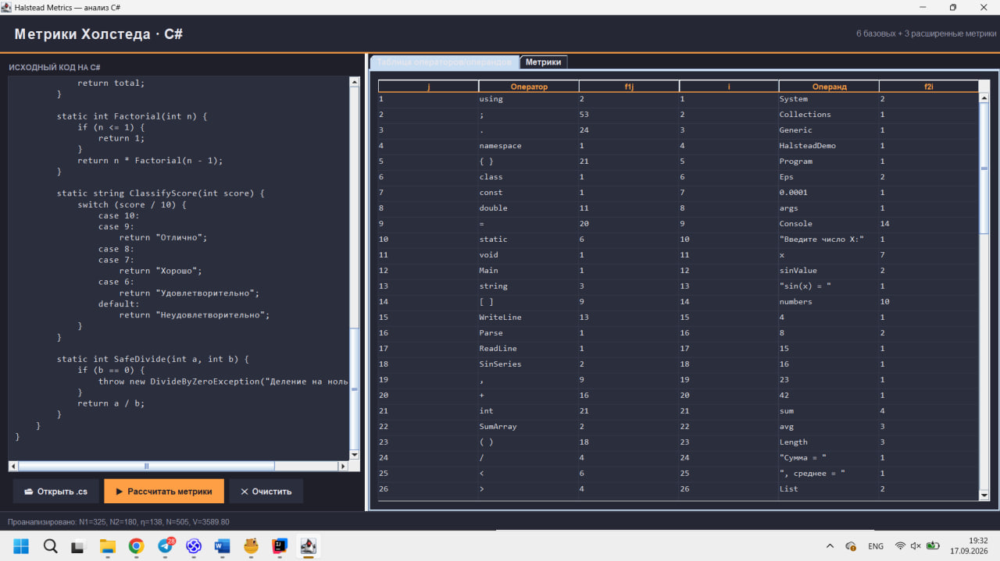 Halstead Metrics — анализ C#
Метрики Холстеда · C#
6 базовых + 3 расширенные метрики
ИСХОДНЫЙ КОД НА C#
return total;
}
static int Factorial(int n) {
if (n <= 1) {
return 1;
}
return n * Factorial(n - 1);
}
static string ClassifyScore(int score) {
switch (score / 10) {
case 10:
case 9:
return "Отлично";
case 8:
case 7:
return "Хорошо";
case 6:
return "Удовлетворительно";
default:
return "Неудовлетворительно";
}
}
static int SafeDivide(int a, int b) {
if (b == 0) {
throw new DivideByZeroException("Деление на ноль
}
return a / b;
}
}
}
Открыть .cs
Рассчитать метрики
Очистить
Таблица операторов/операндов
Метрики
j Оператор f1j i Операнд f2i
1 using 2 1 System 2
2 ; 53 2 Collections 1
3 . 24 3 Generic 1
4 namespace 1 4 HalsteadDemo 1
5 { } 21 5 Program 1
6 class 1 6 Eps 2
7 const 1 7 0.0001 1
8 double 11 8 args 1
9 = 20 9 Console 14
10 static 6 10 "Введите число X:" 1
11 void 1 11 x 7
12 Main 1 12 sinValue 2
13 string 3 13 "sin(x) = " 1
14 [ ] 9 14 numbers 10
15 WriteLine 13 15 4 1
16 Parse 1 16 8 2
17 ReadLine 1 17 15 1
18 SinSeries 2 18 16 1
19 , 9 19 23 1
20 + 16 20 42 1
21 int 21 21 sum 4
22 SumArray 2 22 avg 3
23 ( ) 18 23 Length 3
24 / 4 24 "Сумма = " 1
25 < 6 25 ", среднее = " 1
26 > 4 26 List 2
Проанализировано: N1=325, N2=180, η=138, N=505, V=3589.80
28
ENG
19:32
17.09.2026